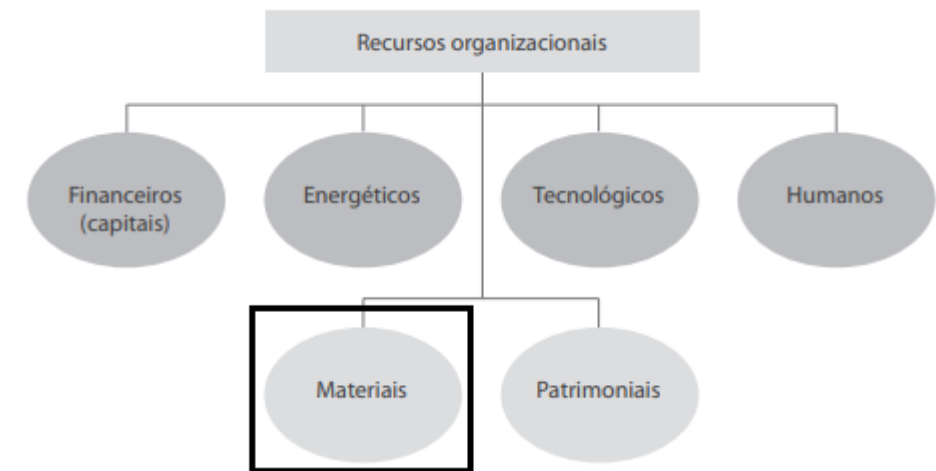 Recursos organizacionais
Financeiros
(capitais)
Energéticos
Tecnológicos
Humanos
Materiais
Patrimoniais